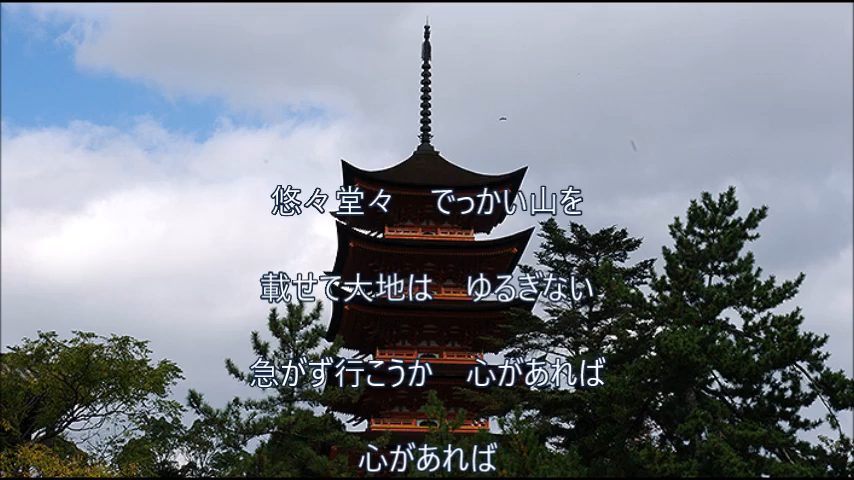 悠々堂々　でっかい山を
載せて大地は　ゆるぎない
急がず行こうか　心があれば
心があれば